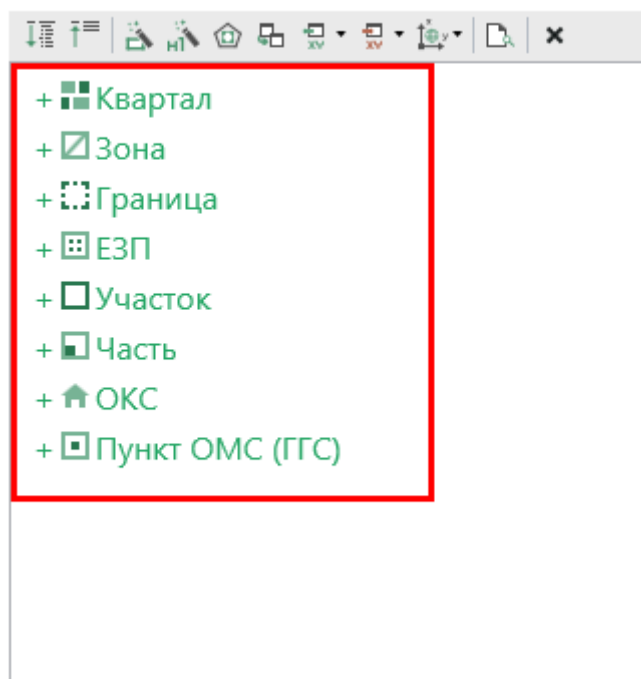 + Квартал
+ Зона
+ Граница
+ ЕЗП
+ Участок
+ Часть
+ ОКС
+ Пункт ОМС (ГГС)